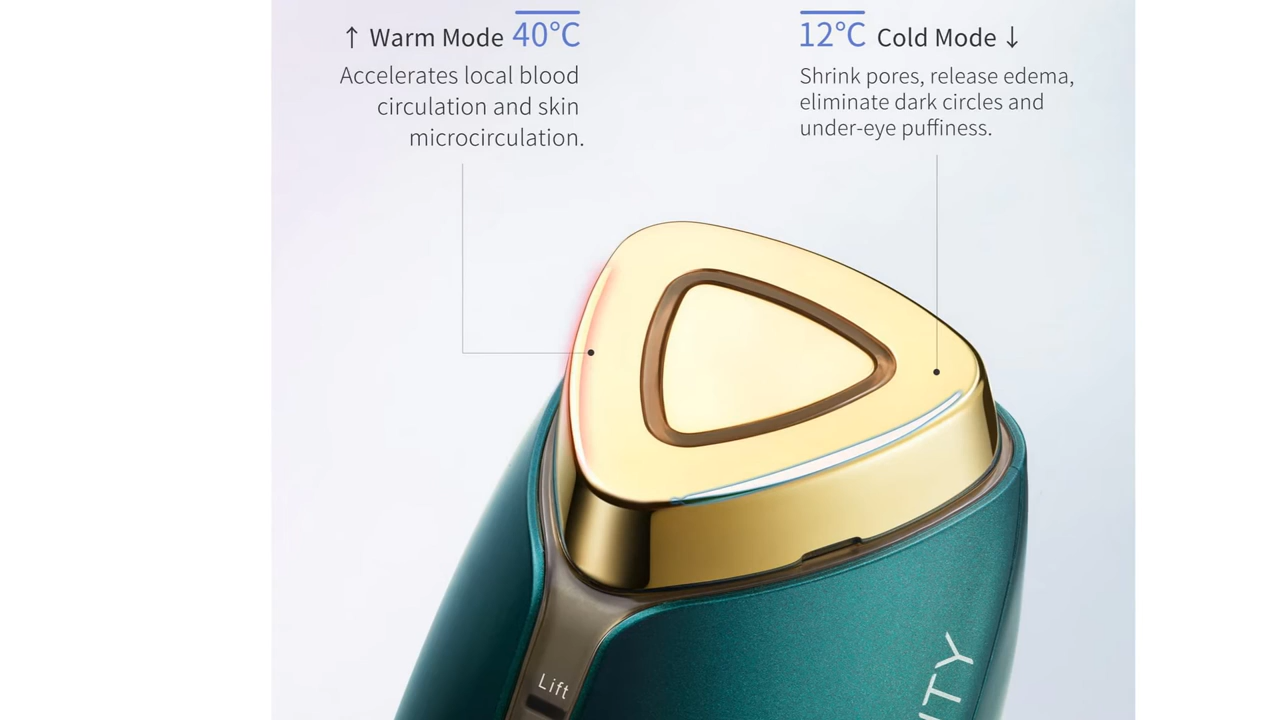 ↑ Warm Mode 40°C
Accelerates local blood
circulation and skin
microcirculation.
12°C Cold Mode ↓
Shrink pores, release edema,
eliminate dark circles and
under-eye puffiness.
Lift